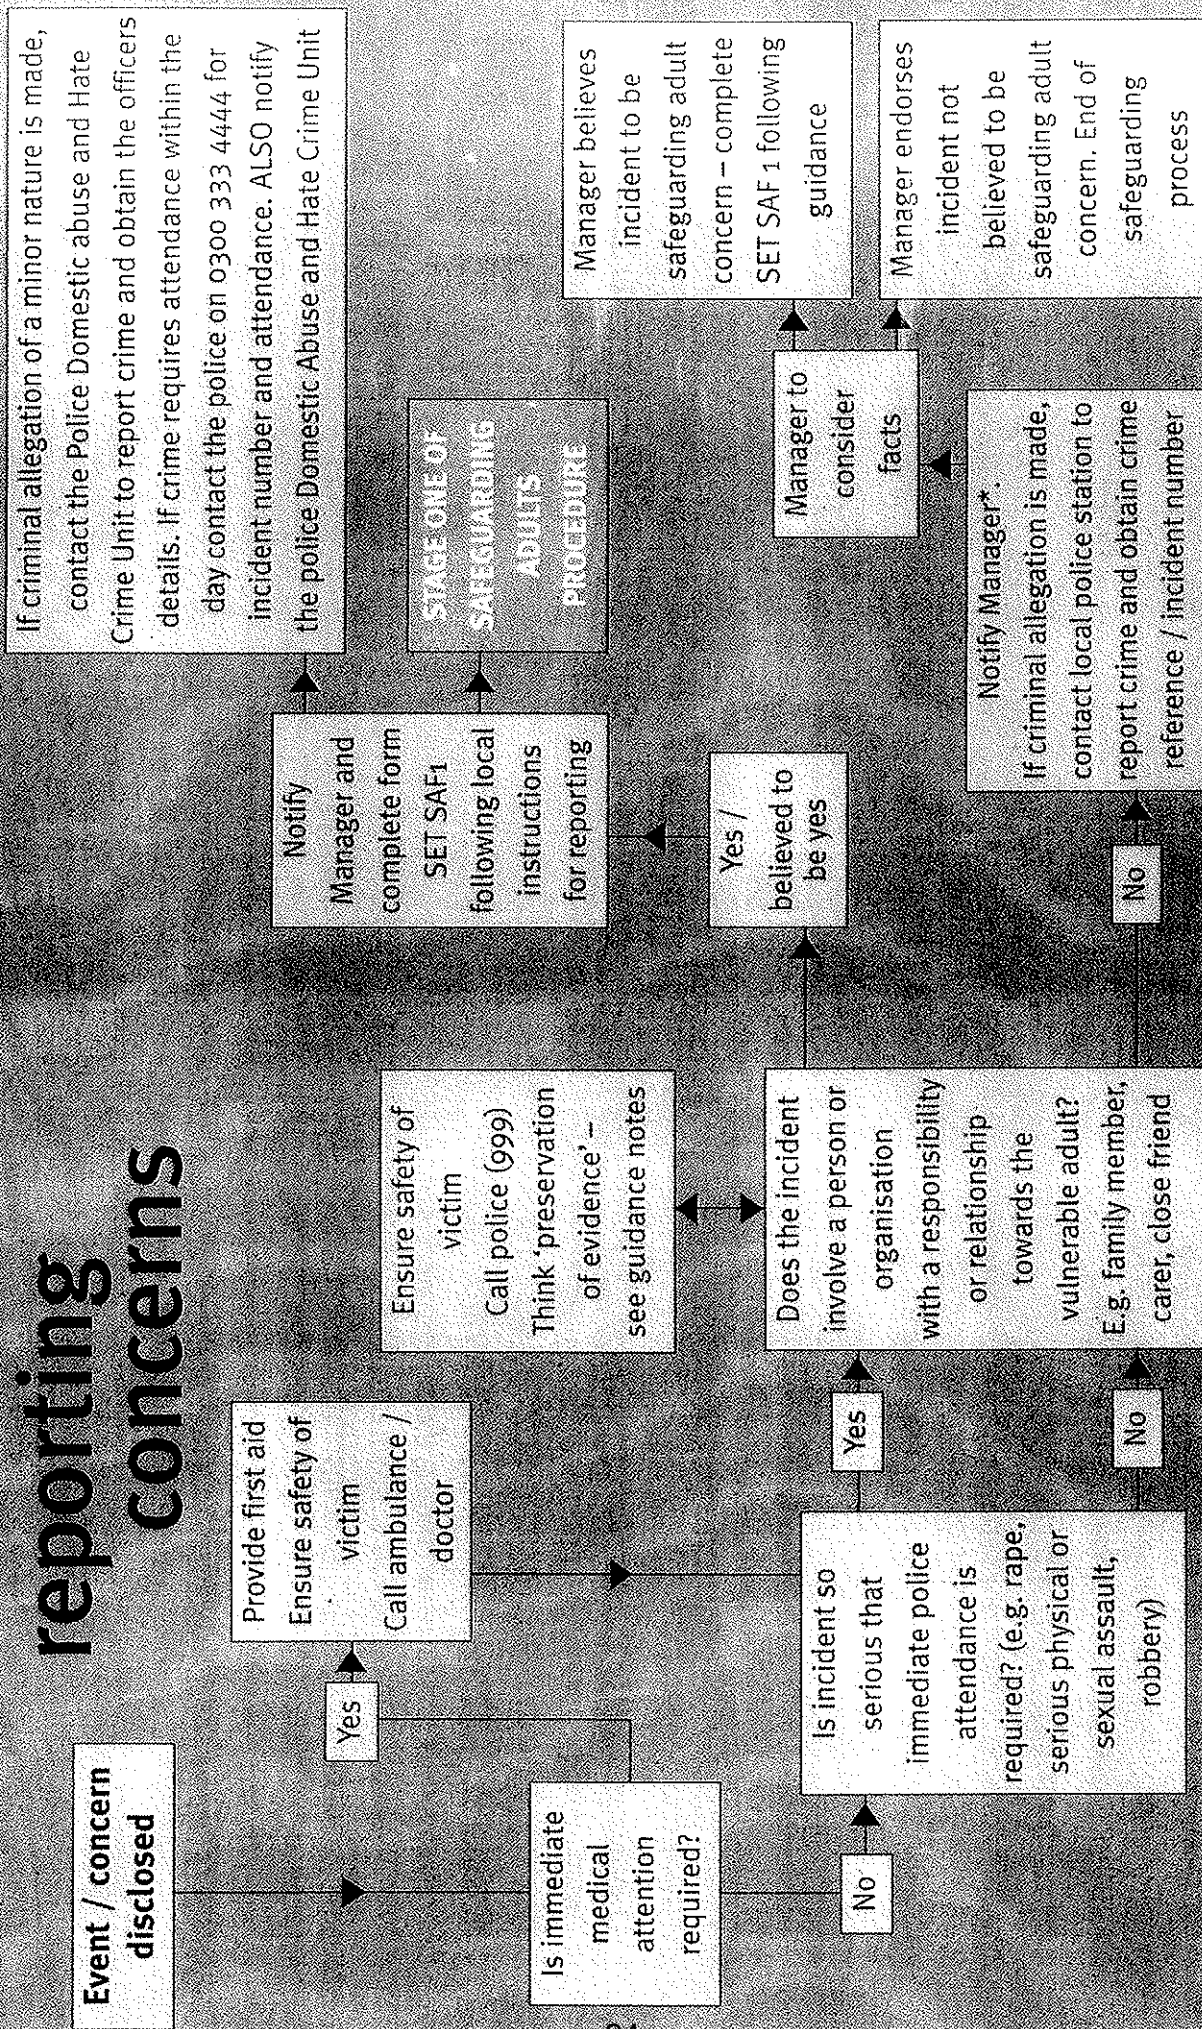 reporting
concerns
Event / concern
disclosed
Is immediate
medical
attention
required?
Yes
No
Provide first aid
Ensure safety of
victim
Call ambulance /
doctor
Is incident so
serious that
immediate police
attendance is
required? (e.g. rape,
serious physical or
sexual assault,
robbery)
Yes
No
Ensure safety of
victim
Call police (999)
Think ‘preservation
of evidence’ –
see guidance notes
Does the incident
involve a person or
organisation
with a responsibility
or relationship
towards the
vulnerable adult?
E.g. family member,
carer, close friend
Yes /
believed to
be yes
No
Notify
Manager and
complete form
SET SAF1
following local
instructions
for reporting
If criminal allegation of a minor nature is made,
contact the Police Domestic abuse and Hate
Crime Unit to report crime and obtain the officers
details. If crime requires attendance within the
day contact the police on 0300 333 4444 for
incident number and attendance. ALSO notify
the police Domestic Abuse and Hate Crime Unit
STAGE ONE OF
SAFEGUARDING
ADULTS
PROCEDURE
Notify Manager*.
If criminal allegation is made,
contact local police station to
report crime and obtain crime
reference / incident number
Manager to
consider
facts
Manager believes
incident to be
safeguarding adult
concern – complete
SET SAF 1 following
guidance
Manager endorses
incident not
believed to be
safeguarding adult
concern. End of
safeguarding
process